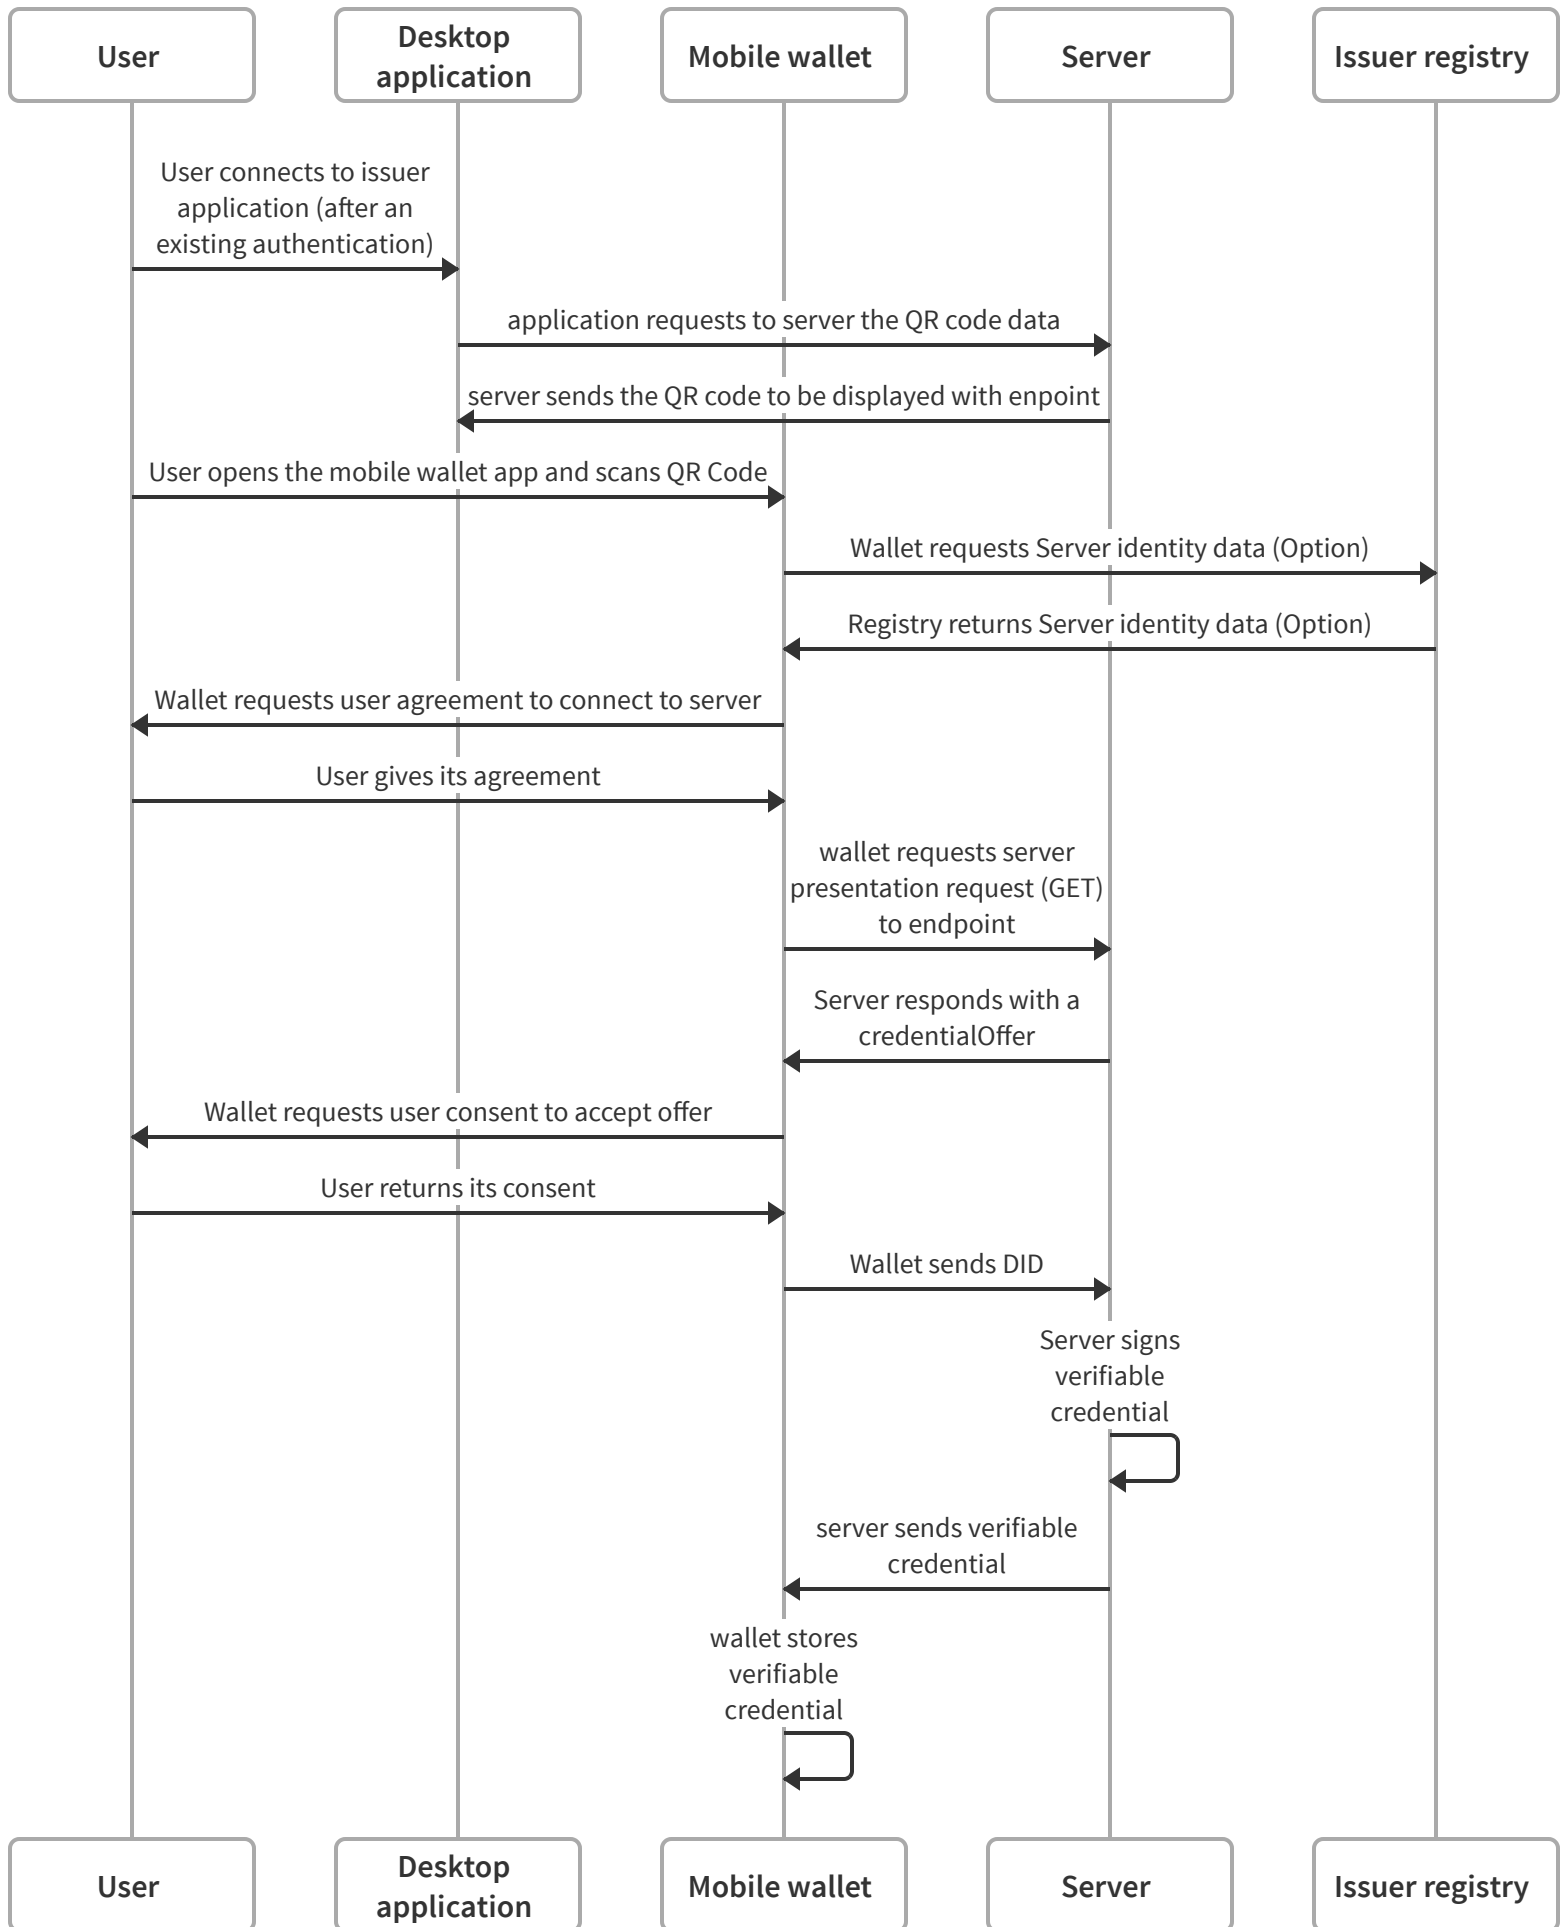 User
Desktop
application
Mobile wallet
Server
Issuer registry
User connects to issuer
application (after an
existing authentication)
application requests to server the QR code data
server sends the QR code to be displayed with enpoint
User opens the mobile wallet app and scans QR Code
Wallet requests Server identity data (Option)
Registry returns Server identity data (Option)
Wallet requests user agreement to connect to server
User gives its agreement
wallet requests server
presentation request (GET)
to endpoint
Server responds with a
credentialOffer
Wallet requests user consent to accept offer
User returns its consent
Wallet sends DID
Server signs
verifiable
credential
server sends verifiable
credential
wallet stores
verifiable
credential
User
Desktop
application
Mobile wallet
Server
Issuer registry